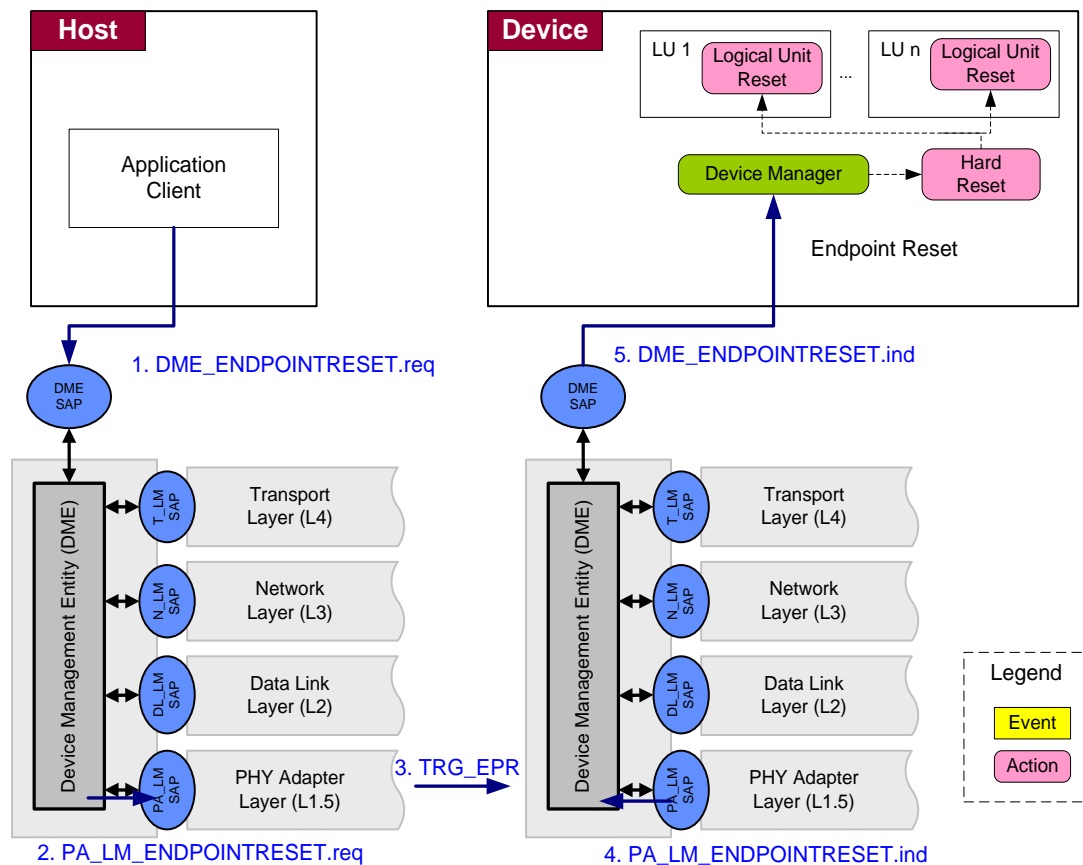 Host
Application
Client
1. DME_ENDPOINTRESET.req
DME
SAP
Device Management Entity (DME)
T_LM
SAP
Transport
Layer (L4)
N_LM
SAP
Network
Layer (L3)
DL_LM
SAP
Data Link
Layer (L2)
PA_LM
SAP
PHY Adapter
Layer (L1.5)
2. PA_LM_ENDPOINTRESET.req
3. TRG_EPR
Device
LU 1
Logical Unit
Reset
...
LU n
Logical Unit
Reset
Device Manager
Hard
Reset
Endpoint Reset
5. DME_ENDPOINTRESET.ind
DME
SAP
Device Management Entity (DME)
T_LM
SAP
Transport
Layer (L4)
N_LM
SAP
Network
Layer (L3)
DL_LM
SAP
Data Link
Layer (L2)
PA_LM
SAP
PHY Adapter
Layer (L1.5)
4. PA_LM_ENDPOINTRESET.ind
Legend
Event
Action